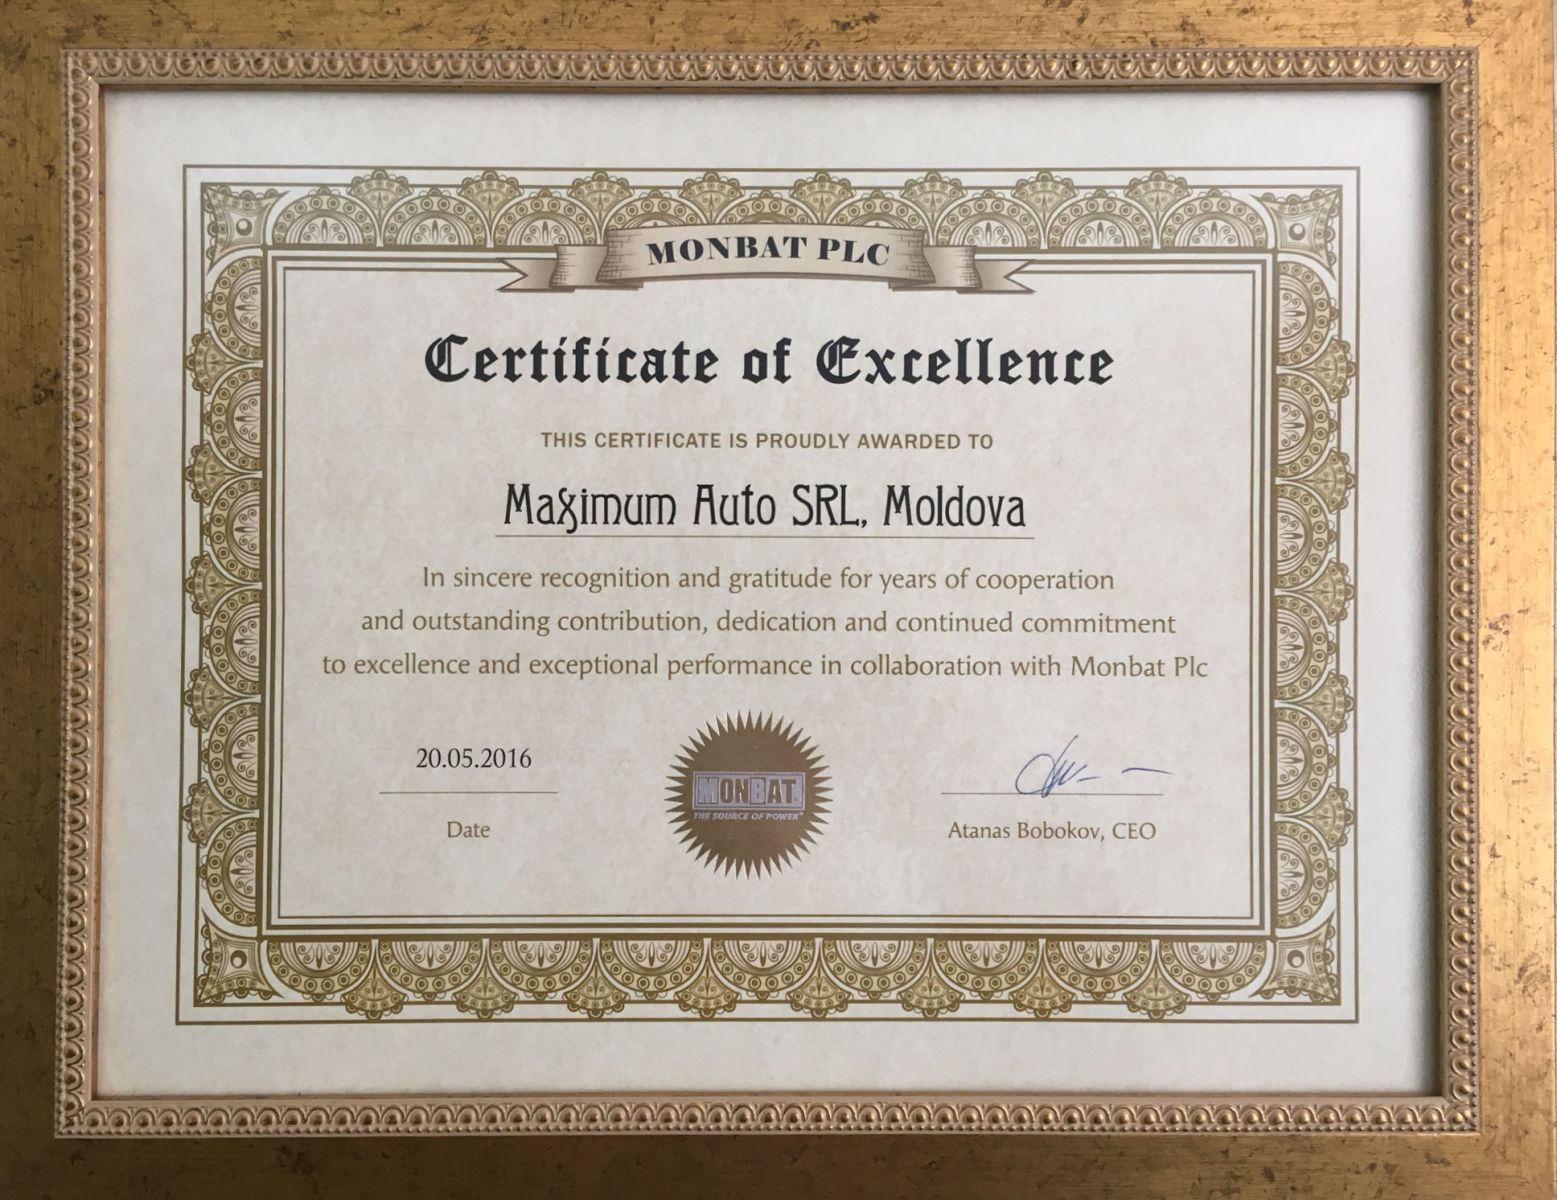 MONBAT PLC
Certificate of Excellence
THIS CERTIFICATE IS PROUDLY AWARDED TO
Maximum Auto SRL, Moldova
In sincere recognition and gratitude for years of cooperation
and outstanding contribution, dedication and continued commitment
to excellence and exceptional performance in collaboration with Monbat Plc
20.05.2016
Date
MONBAT
THE SOURCE OF POWER®
Atanas Bobokov, CEO